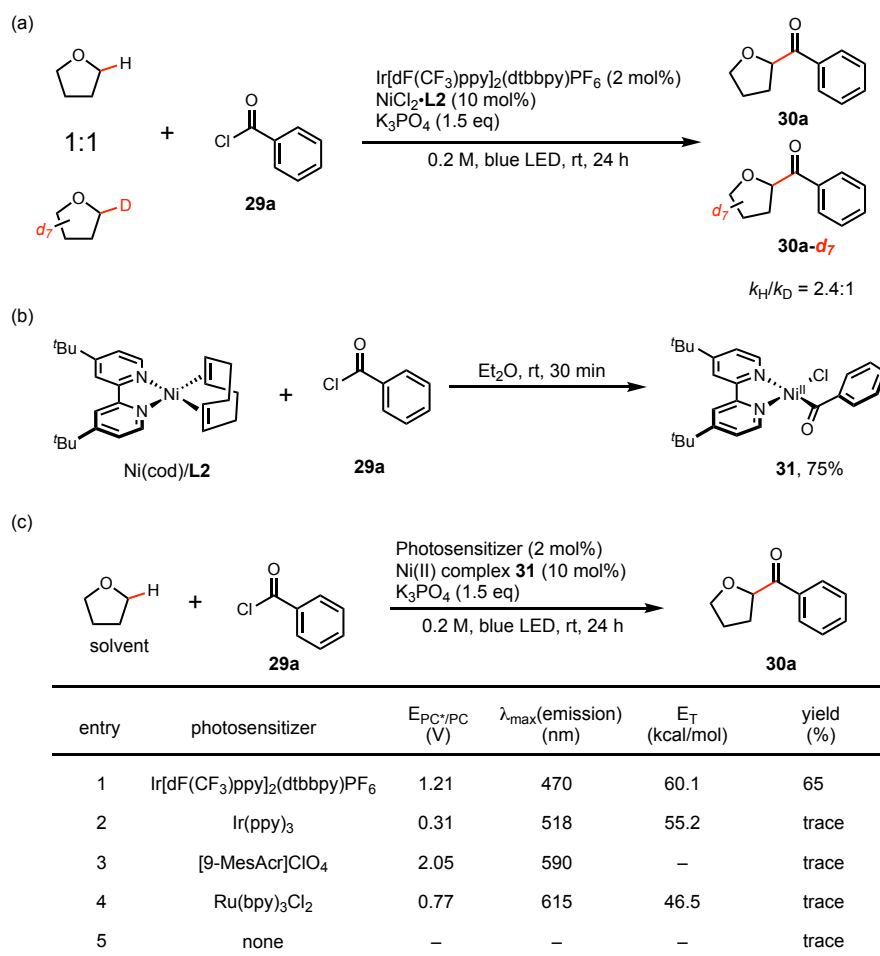 (a)
O
H
1:1
+
O
D
d7
O
Cl
29a
Ir[dF(CF3)ppy]2(dtbbpy)PF6 (2 mol%)
NiCl2•L2 (10 mol%)
K3PO4 (1.5 eq)
0.2 M, blue LED, rt, 24 h
O
O
30a
O
O
d7
30a-d7
kH/kD = 2.4:1
(b)
tBu
N
Ni
N
tBu
Ni(cod)/L2
+
O
Cl
29a
Et2O, rt, 30 min
tBu
N
NiII
Cl
N
O
tBu
31, 75%
(c)
O
H
solvent
+
O
Cl
29a
Photosensitizer (2 mol%)
Ni(II) complex 31 (10 mol%)
K3PO4 (1.5 eq)
0.2 M, blue LED, rt, 24 h
O
O
30a
entry photosensitizer EPC*/PC (V) λmax(emission) (nm) ET (kcal/mol) yield (%)
1 Ir[dF(CF3)ppy]2(dtbbpy)PF6 1.21 470 60.1 65
2 Ir(ppy)3 0.31 518 55.2 trace
3 [9-MesAcr]ClO4 2.05 590 – trace
4 Ru(bpy)3Cl2 0.77 615 46.5 trace
5 none – – – trace